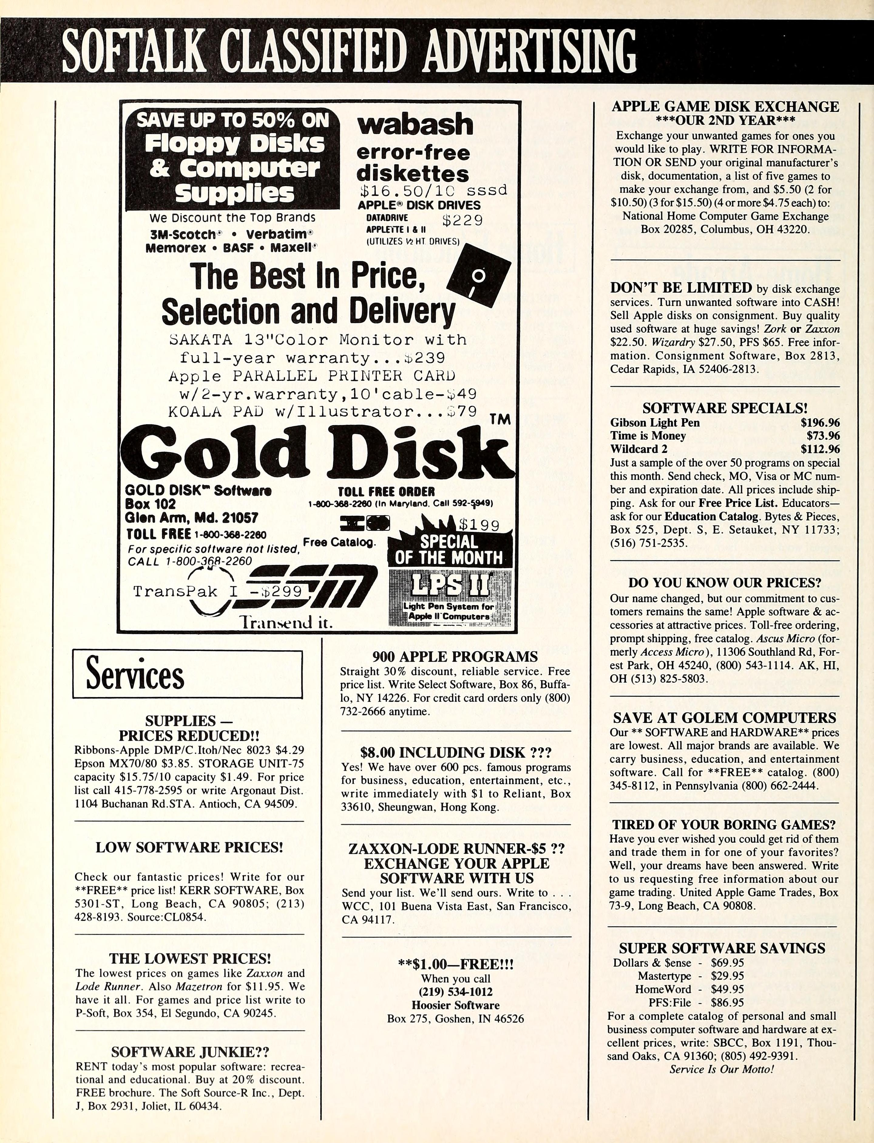 SOFTALK CLASSIFIED ADVERTISING
SAVE UP TO 50% ON
Floppy Disks
& Computer
Supplies
We Discount the Top Brands
3M-Scotch® • Verbatim®
Memorex • BASF • Maxell®
wabash
error-free
diskettes
$16.50/10 sssd
APPLE® DISK DRIVES
DATADRIVE $229
APPLETTE I & II
(UTILIZES ½ HT DRIVES)
The Best In Price,
Selection and Delivery
SAKATA 13"Color Monitor with
full-year warranty...$239
Apple PARALLEL PRINTER CARD
w/2-yr.warranty,10'cable-$49
KOALA PAD w/Illustrator...$79
Gold Disk TM
GOLD DISK™ Software
Box 102
Glen Arm, Md. 21057
TOLL FREE 1-800-368-2260
For specific software not listed,
CALL 1-800-368-2260
TOLL FREE ORDER
1-800-368-2260 (In Maryland, Call 592-5949)
Free Catalog.
$199
SPECIAL
OF THE MONTH
LPS II
Light Pen System for
Apple II Computers
TransPak I -$299
SSM
Transend it.
Services
SUPPLIES —
PRICES REDUCED!!
Ribbons-Apple DMP/C.Itoh/Nec 8023 $4.29
Epson MX70/80 $3.85. STORAGE UNIT-75
capacity $15.75/10 capacity $1.49. For price
list call 415-778-2595 or write Argonaut Dist.
1104 Buchanan Rd.STA. Antioch, CA 94509.
LOW SOFTWARE PRICES!
Check our fantastic prices! Write for our
**FREE** price list! KERR SOFTWARE, Box
5301-ST, Long Beach, CA 90805; (213)
428-8193. Source:CL0854.
THE LOWEST PRICES!
The lowest prices on games like Zaxxon and
Lode Runner. Also Mazetron for $11.95. We
have it all. For games and price list write to
P-Soft, Box 354, El Segundo, CA 90245.
SOFTWARE JUNKIE??
RENT today's most popular software: recrea-
tional and educational. Buy at 20% discount.
FREE brochure. The Soft Source-R Inc., Dept.
J, Box 2931, Joliet, IL 60434.
900 APPLE PROGRAMS
Straight 30% discount, reliable service. Free
price list. Write Select Software, Box 86, Buffa-
lo, NY 14226. For credit card orders only (800)
732-2666 anytime.
$8.00 INCLUDING DISK ???
Yes! We have over 600 pcs. famous programs
for business, education, entertainment, etc.,
write immediately with $1 to Reliant, Box
33610, Sheungwan, Hong Kong.
ZAXXON-LODE RUNNER-$5 ??
EXCHANGE YOUR APPLE
SOFTWARE WITH US
Send your list. We'll send ours. Write to . . .
WCC, 101 Buena Vista East, San Francisco,
CA 94117.
**$1.00—FREE!!!
When you call
(219) 534-1012
Hoosier Software
Box 275, Goshen, IN 46526
APPLE GAME DISK EXCHANGE
***OUR 2ND YEAR***
Exchange your unwanted games for ones you
would like to play. WRITE FOR INFORMA-
TION OR SEND your original manufacturer's
disk, documentation, a list of five games to
make your exchange from, and $5.50 (2 for
$10.50) (3 for $15.50) (4 or more $4.75 each) to:
National Home Computer Game Exchange
Box 20285, Columbus, OH 43220.
DON'T BE LIMITED by disk exchange
services. Turn unwanted software into CASH!
Sell Apple disks on consignment. Buy quality
used software at huge savings! Zork or Zaxxon
$22.50. Wizardry $27.50, PFS $65. Free infor-
mation. Consignment Software, Box 2813,
Cedar Rapids, IA 52406-2813.
SOFTWARE SPECIALS!
Gibson Light Pen $196.96
Time is Money $73.96
Wildcard 2 $112.96
Just a sample of the over 50 programs on special
this month. Send check, MO, Visa or MC num-
ber and expiration date. All prices include ship-
ping. Ask for our Free Price List. Educators—
ask for our Education Catalog. Bytes & Pieces,
Box 525, Dept. S, E. Setauket, NY 11733;
(516) 751-2535.
DO YOU KNOW OUR PRICES?
Our name changed, but our commitment to cus-
tomers remains the same! Apple software & ac-
cessories at attractive prices. Toll-free ordering,
prompt shipping, free catalog. Ascus Micro (for-
merly Access Micro), 11306 Southland Rd, For-
est Park, OH 45240, (800) 543-1114. AK, HI,
OH (513) 825-5803.
SAVE AT GOLEM COMPUTERS
Our ** SOFTWARE and HARDWARE** prices
are lowest. All major brands are available. We
carry business, education, and entertainment
software. Call for **FREE** catalog. (800)
345-8112, in Pennsylvania (800) 662-2444.
TIRED OF YOUR BORING GAMES?
Have you ever wished you could get rid of them
and trade them in for one of your favorites?
Well, your dreams have been answered. Write
to us requesting free information about our
game trading. United Apple Game Trades, Box
73-9, Long Beach, CA 90808.
SUPER SOFTWARE SAVINGS
Dollars & $ense - $69.95
Mastertype - $29.95
HomeWord - $49.95
PFS:File - $86.95
For a complete catalog of personal and small
business computer software and hardware at ex-
cellent prices, write: SBCC, Box 1191, Thou-
sand Oaks, CA 91360; (805) 492-9391.
Service Is Our Motto!